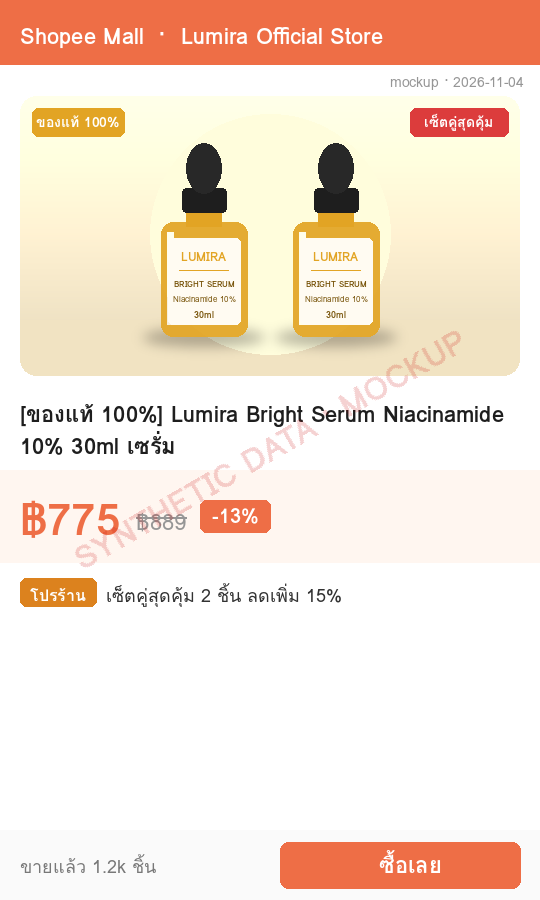 Shopee Mall · Lumira Official Store
mockup · 2026-11-04
ของแท้ 100%
เซ็ตคู่สุดคุ้ม
LUMIRA
BRIGHT SERUM
Niacinamide 10%
30ml
LUMIRA
BRIGHT SERUM
Niacinamide 10%
30ml
[ของแท้ 100%] Lumira Bright Serum Niacinamide
10% 30ml เซรั่ม
฿775 ฿889 -13%
SYNTHETIC DATA · MOCKUP
โปรร้าน เซ็ตคู่สุดคุ้ม 2 ชิ้น ลดเพิ่ม 15%
ขายแล้ว 1.2k ชิ้น
ซื้อเลย